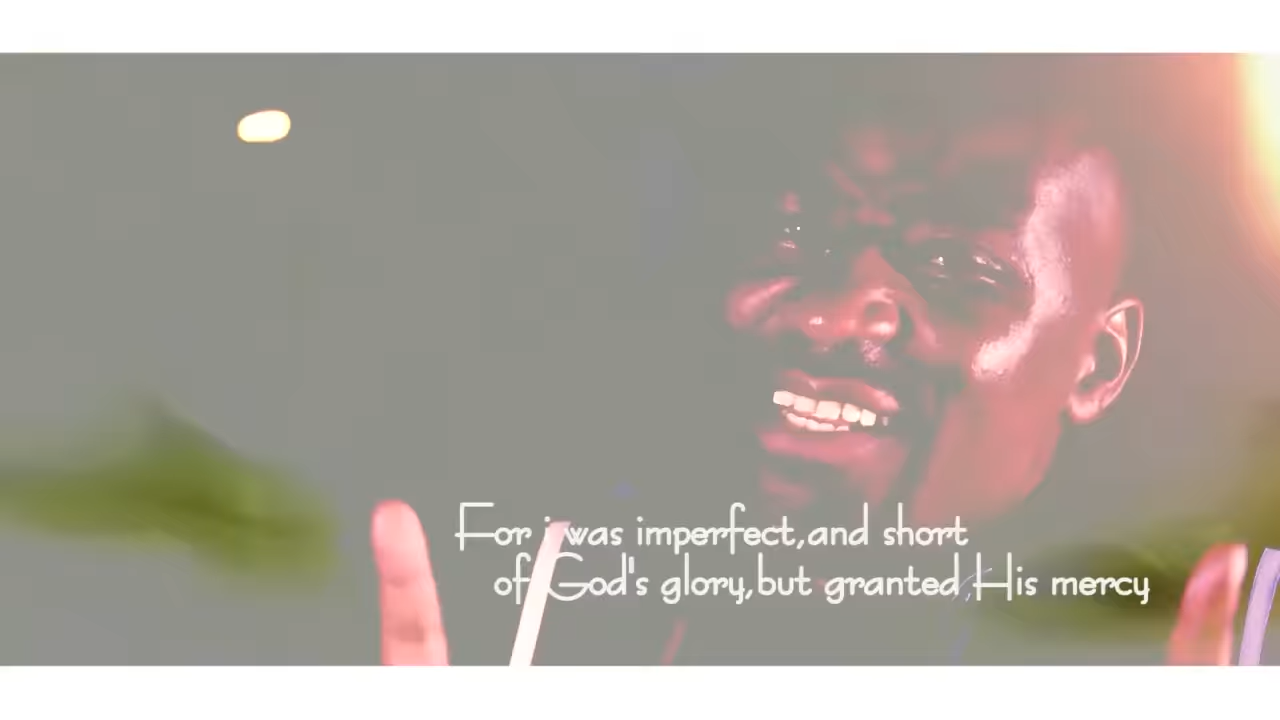 For i was imperfect,and short
of God's glory,but granted,His mercy